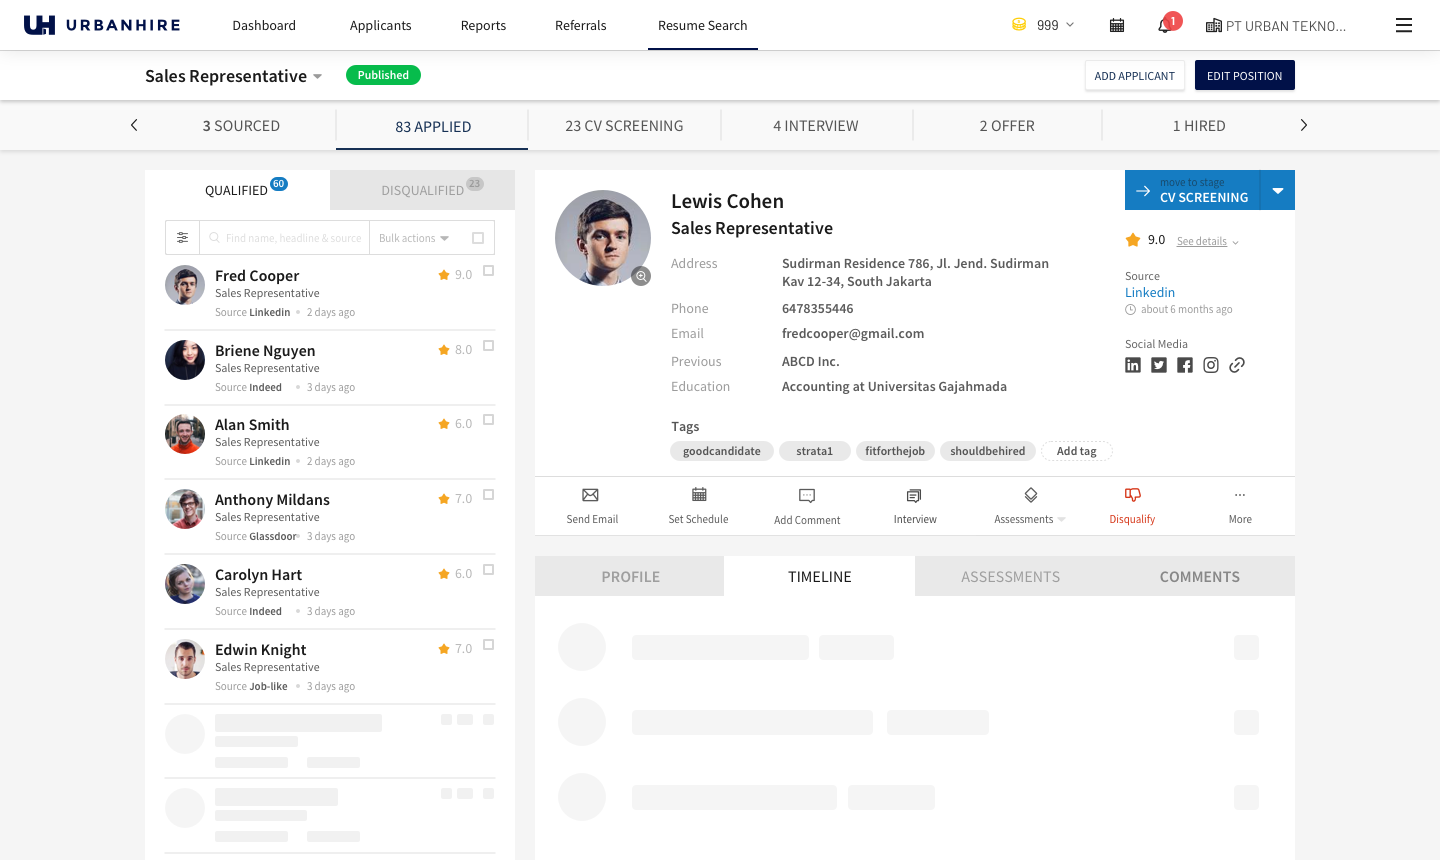 URBANHIRE
Dashboard
Applicants
Reports
Referrals
Resume Search
999
1
PT URBAN TEKNO...
Sales Representative
Published
ADD APPLICANT
EDIT POSITION
3 SOURCED
83 APPLIED
23 CV SCREENING
4 INTERVIEW
2 OFFER
1 HIRED
QUALIFIED 60
DISQUALIFIED 23
Find name, headline & source
Bulk actions
Fred Cooper
9.0
Sales Representative
Source Linkedin • 2 days ago
Briene Nguyen
8.0
Sales Representative
Source Indeed • 3 days ago
Alan Smith
6.0
Sales Representative
Source Linkedin • 2 days ago
Anthony Mildans
7.0
Sales Representative
Source Glassdoor • 3 days ago
Carolyn Hart
6.0
Sales Representative
Source Indeed • 3 days ago
Edwin Knight
7.0
Sales Representative
Source Job-like • 3 days ago
Lewis Cohen
Sales Representative
Address
Sudirman Residence 786, Jl. Jend. Sudirman
Kav 12-34, South Jakarta
Phone
6478355446
Email
fredcooper@gmail.com
Previous
ABCD Inc.
Education
Accounting at Universitas Gajahmada
Tags
goodcandidate
strata1
fitforthejob
shouldbehired
Add tag
move to stage
CV SCREENING
9.0
See details
Source
Linkedin
about 6 months ago
Social Media
Send Email
Set Schedule
Add Comment
Interview
Assessments
Disqualify
More
PROFILE
TIMELINE
ASSESSMENTS
COMMENTS